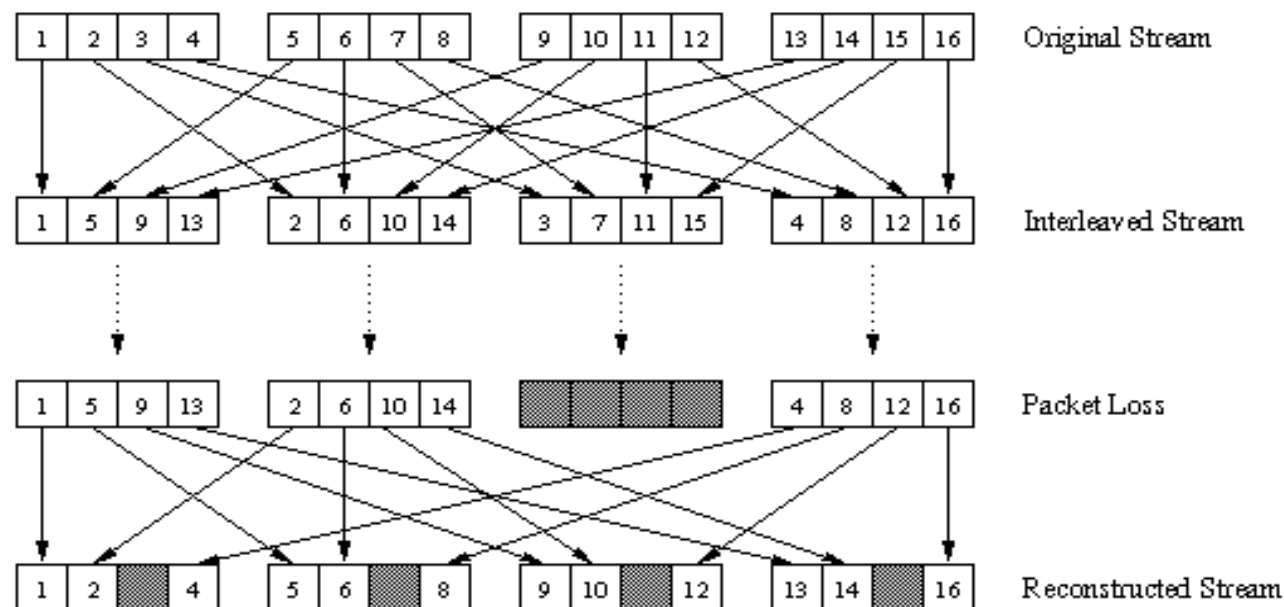 1 2 3 4 5 6 7 8 9 10 11 12 13 14 15 16 Original Stream
1 5 9 13 2 6 10 14 3 7 11 15 4 8 12 16 Interleaved Stream
1 5 9 13 2 6 10 14 4 8 12 16 Packet Loss
1 2 4 5 6 8 9 10 12 13 14 16 Reconstructed Stream